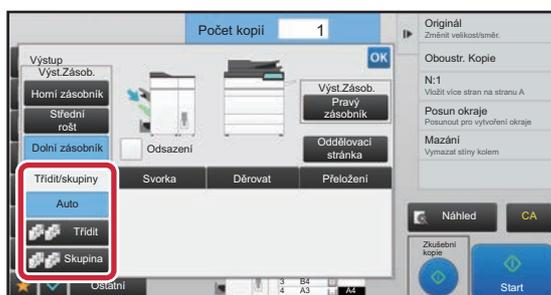 Počet kopií 1
Výstup
OK
Výst.Zásob.
Horní zásobník
Střední
rošt
Dolní zásobník
Odsazení
Výst.Zásob.
Pravý
zásobník
Oddělovací
stránka
Třídit/skupiny
Auto
Třídit
Skupina
Svorka
Děrovat
Přeložení
Ostatní
3 B4
4 A3
A4
Originál
Změnit velikost/směr.
Oboustr. Kopie
N:1
Vložit více stran na stranu A
Posun okraje
Posunout pro vytvoření okraje
Mazání
Vymazat stíny kolem
Náhled
CA
Zkušební
kopie
Start